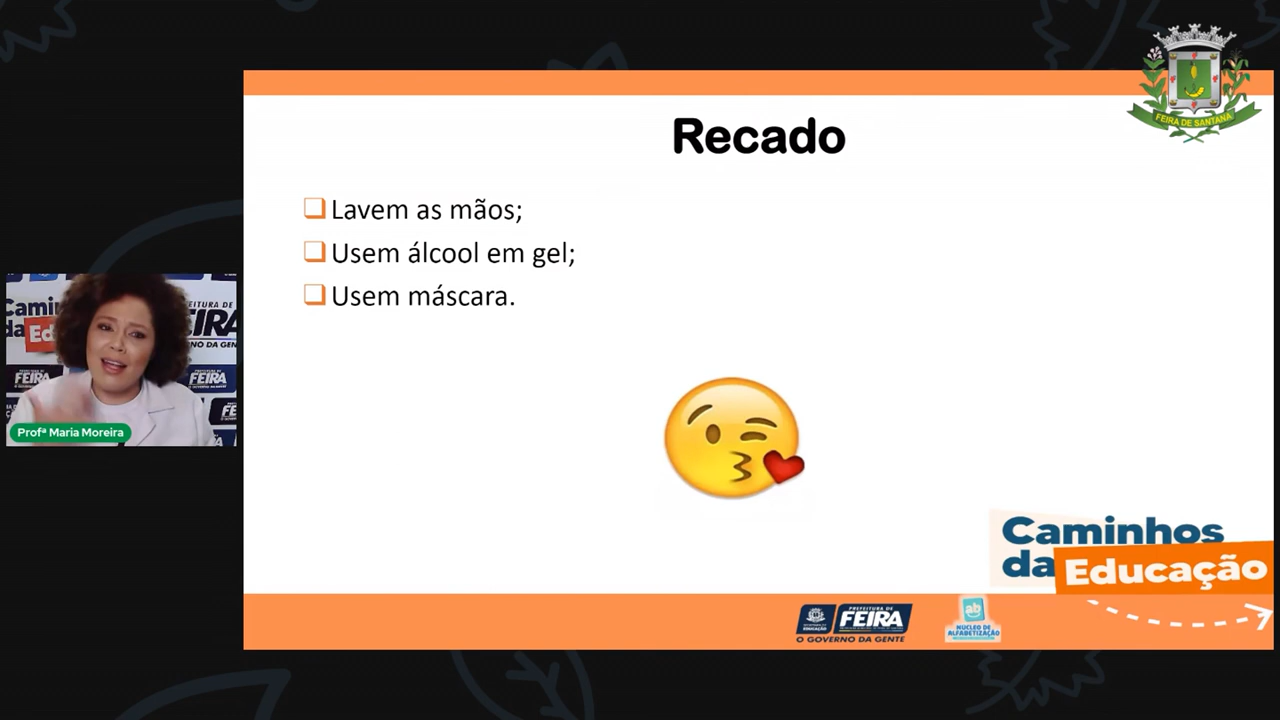 FEIRA DE SANTANA
Recado
Lavem as mãos;
Usem álcool em gel;
Usem máscara.
Profª Maria Moreira
Caminhos
da Educação
EDUCAÇÃO
PREFEITURA DE
FEIRA
O GOVERNO DA GENTE
NÚCLEO DE
ALFABETIZAÇÃO